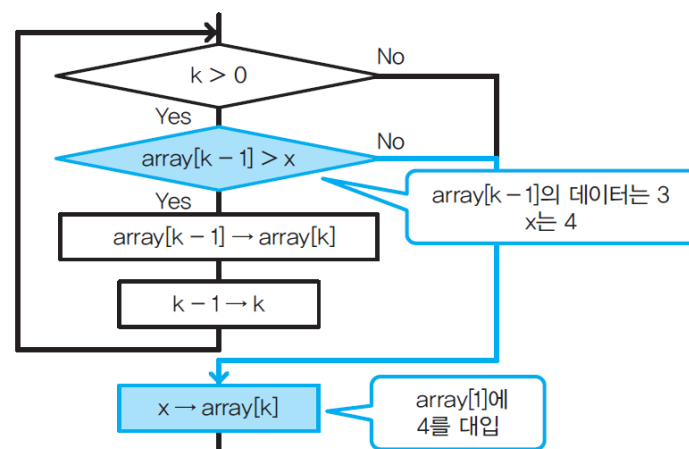 No
k > 0
Yes
No
array[k − 1] > x
array[k − 1]의 데이터는 3
x는 4
Yes
array[k − 1] → array[k]
k − 1 → k
x → array[k]
array[1]에
4를 대입